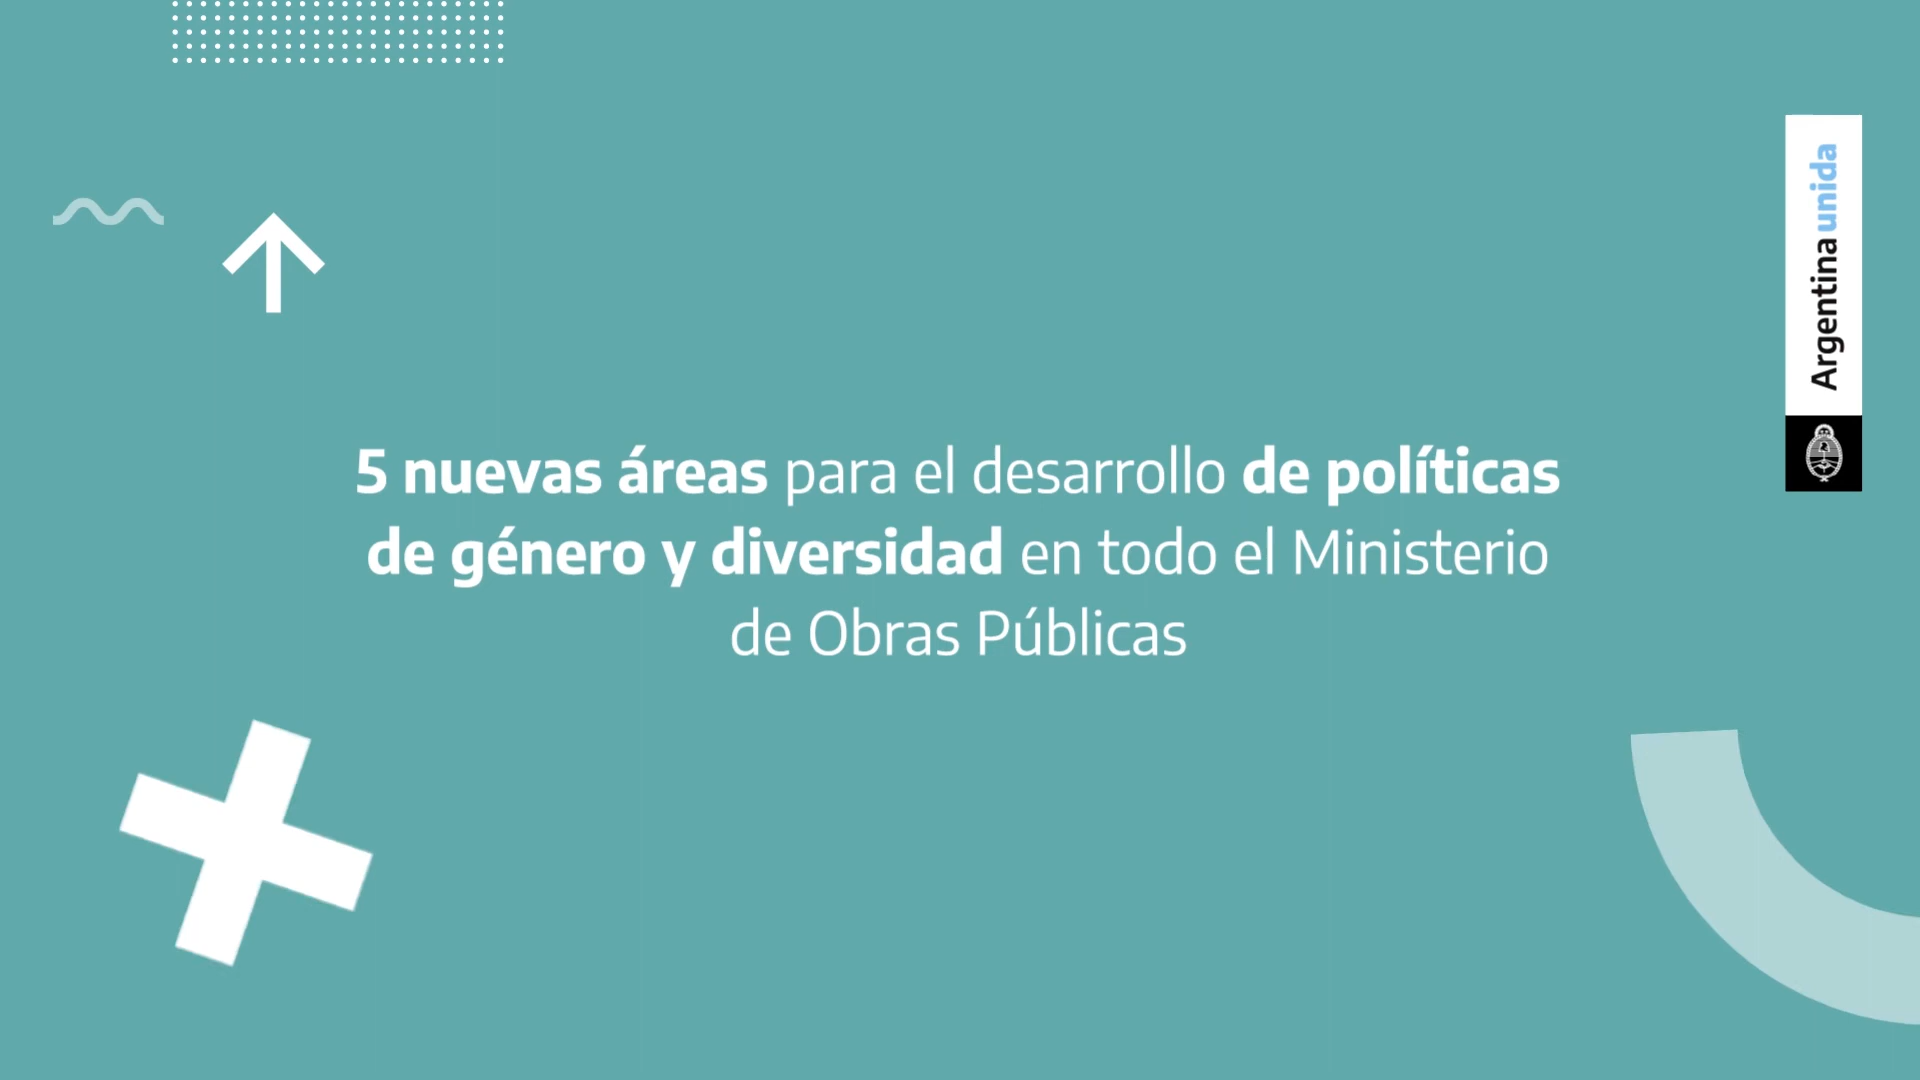 5 nuevas áreas para el desarrollo de políticas
de género y diversidad en todo el Ministerio
de Obras Públicas
Argentina unida